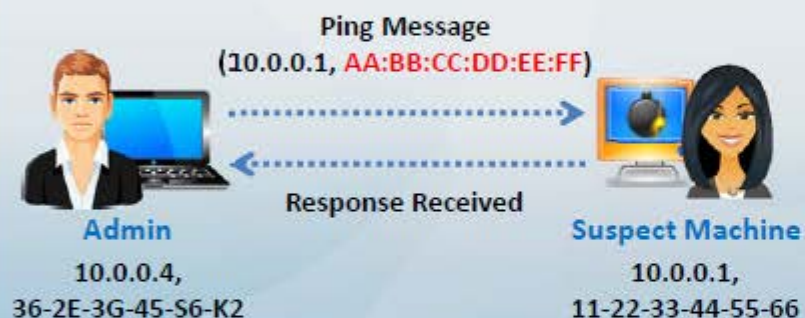 Ping Message
(10.0.0.1, AA:BB:CC:DD:EE:FF)
Response Received
Admin
10.0.0.4,
36-2E-3G-45-S6-K2
Suspect Machine
10.0.0.1,
11-22-33-44-55-66